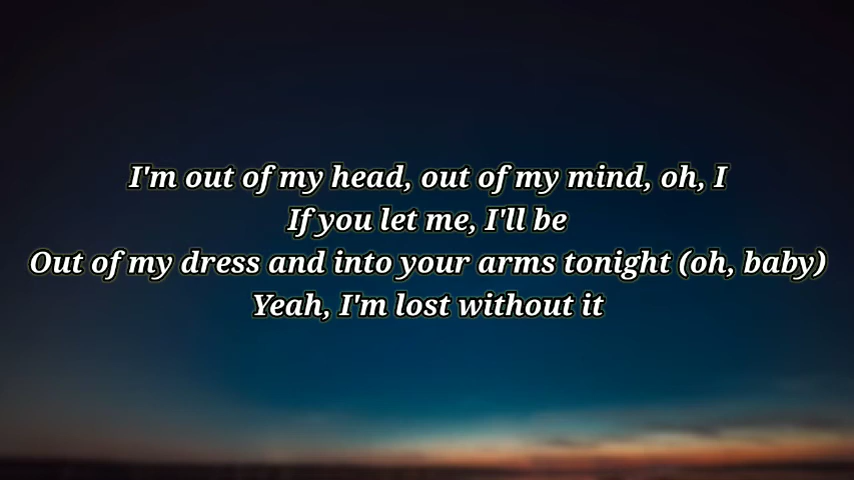 I'm out of my head, out of my mind, oh, I
If you let me, I'll be
Out of my dress and into your arms tonight (oh, baby)
Yeah, I'm lost without it